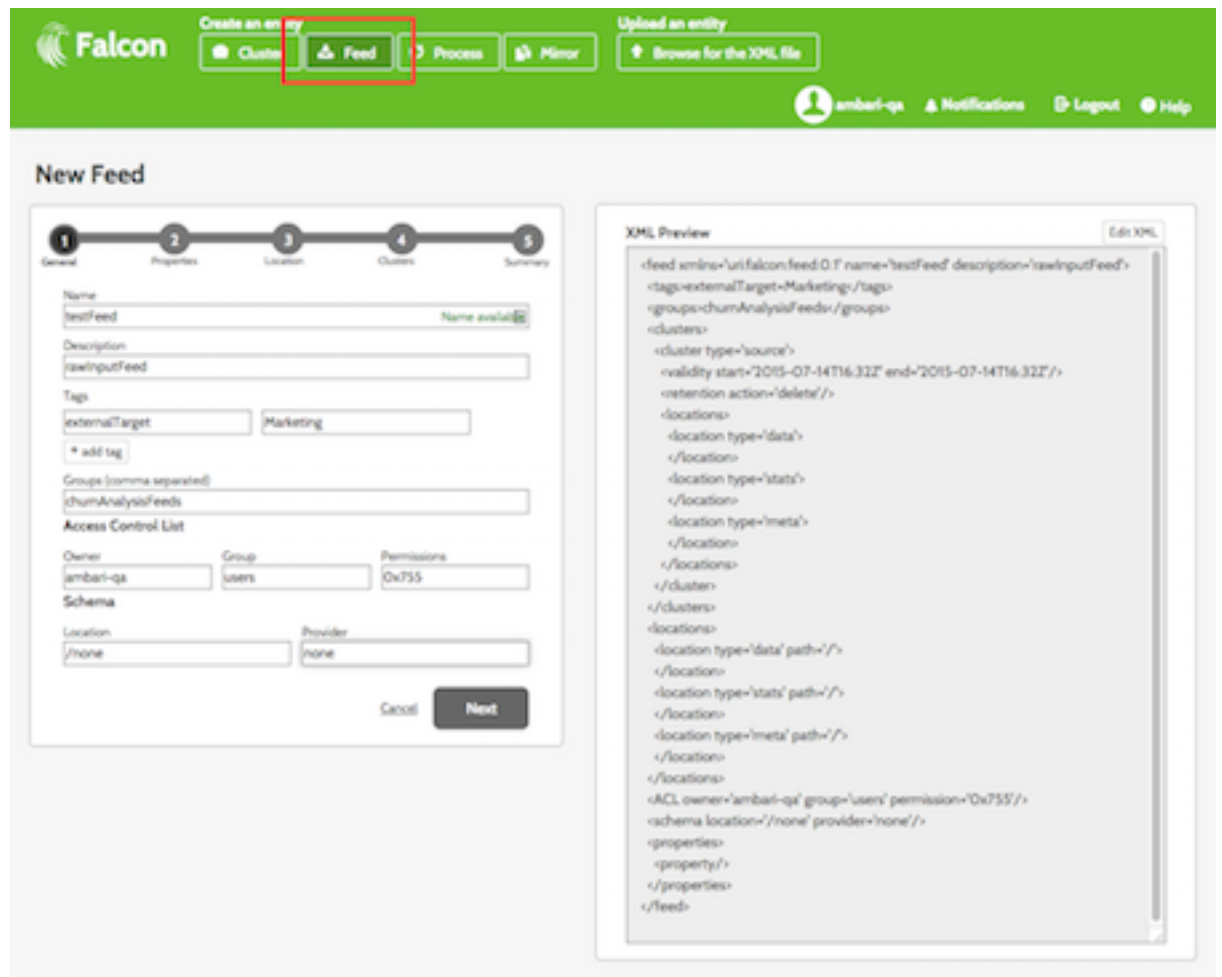 Falcon
Create an entity
Cluster
Feed
Process
Mirror
Upload an entity
Browse for the XML file
ambari-qa
Notifications
Logout
Help
New Feed
1 2 3 4 5
General Properties Location Clusters Summary
Name
testFeed Name available
Description
rawInputFeed
Tags
externalTarget Marketing
+ add tag
Groups (comma separated)
churnAnalysisFeeds
Access Control List
Owner Group Permissions
ambari-qa users 0x755
Schema
Location Provider
/none none
Cancel Next
XML Preview Edit XML
<feed xmlns='uri:falcon:feed:0.1' name='testFeed' description='rawInputFeed'>
<tags>externalTarget=Marketing</tags>
<groups>churnAnalysisFeeds</groups>
<clusters>
<cluster type='source'>
<validity start='2015-07-14T16:32Z' end='2015-07-14T16:32Z'/>
<retention action='delete'/>
<locations>
<location type='data'>
</location>
<location type='stats'>
</location>
<location type='meta'>
</location>
</locations>
</cluster>
</clusters>
<locations>
<location type='data' path='/'>
</location>
<location type='stats' path='/'>
</location>
<location type='meta' path='/'>
</location>
</locations>
<ACL owner='ambari-qa' group='users' permission='0x755'/>
<schema location='/none' provider='none'/>
<properties>
<property/>
</properties>
</feed>